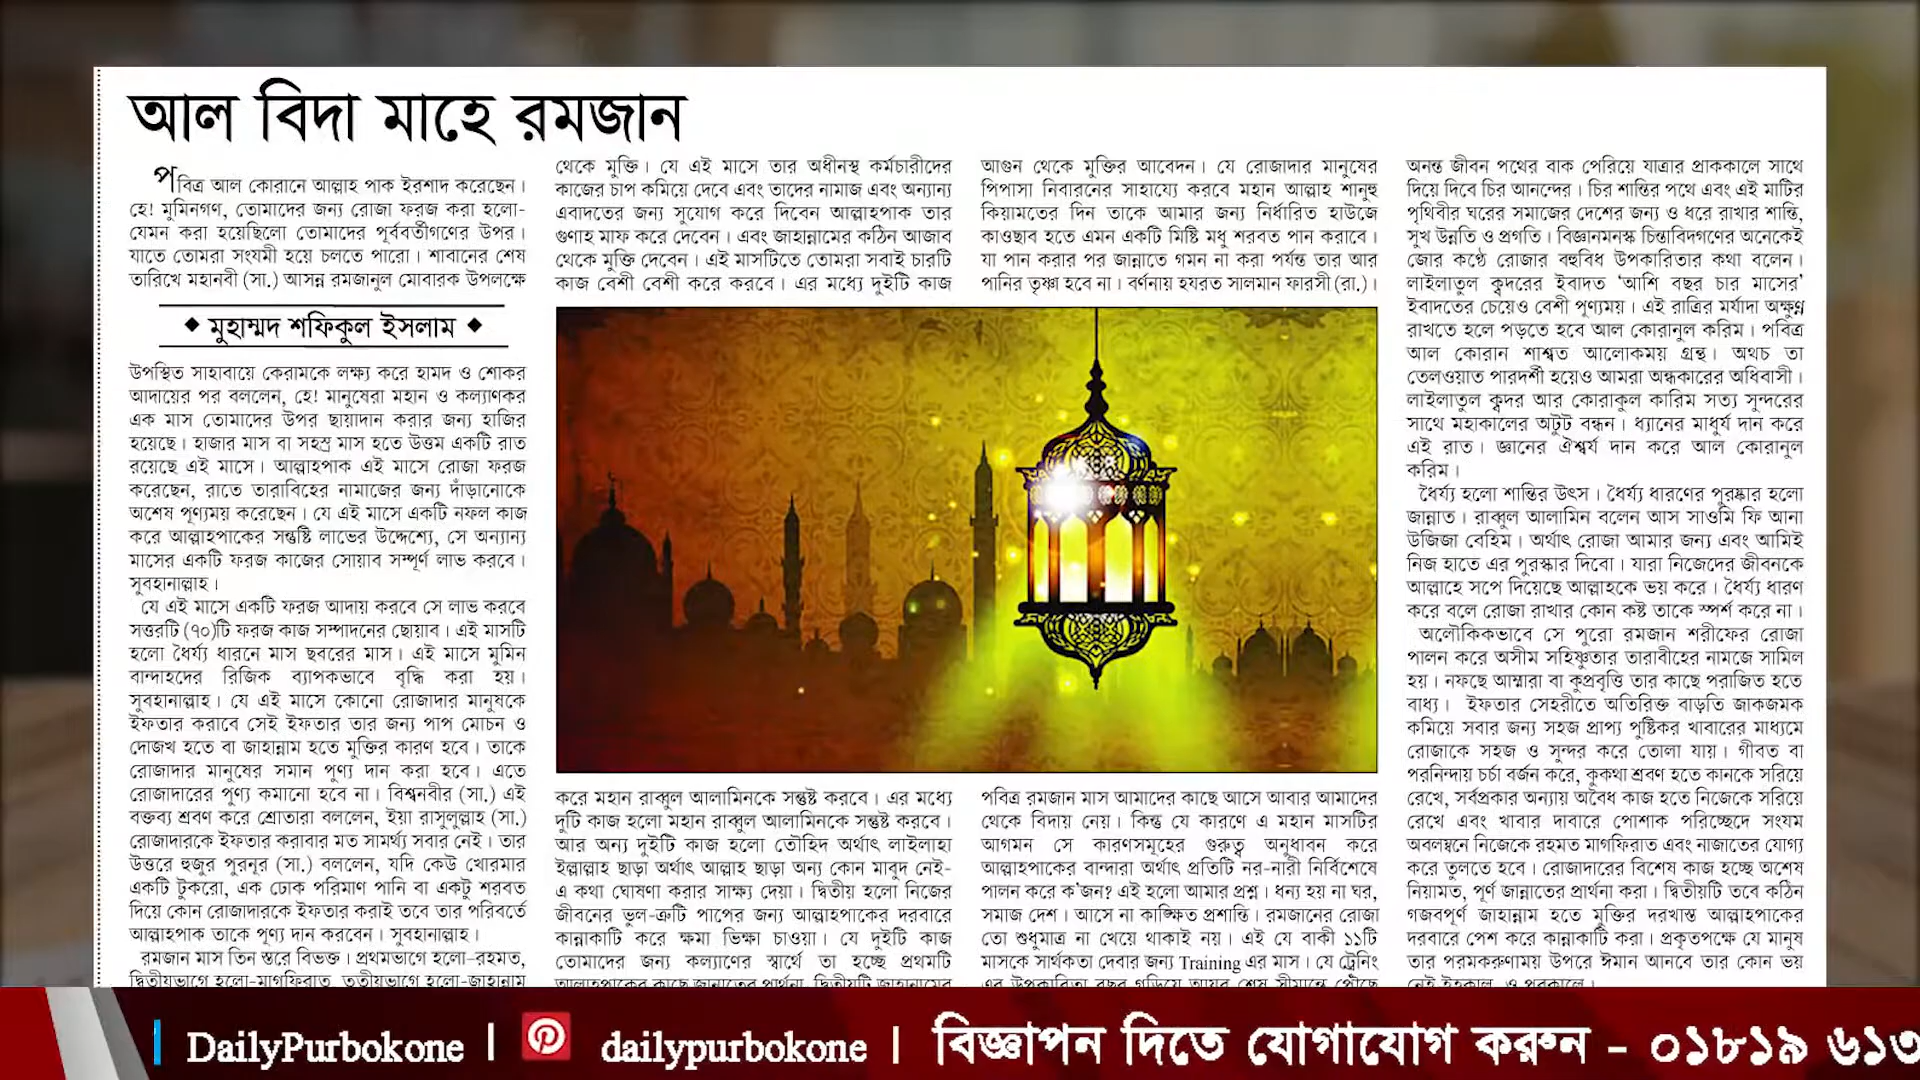 আল বিদা মাহে রমজান
পবিত্র আল কোরানে আল্লাহ পাক ইরশাদ করেছেন।
হে! মুমিনগণ, তোমাদের জন্য রোজা ফরজ করা হলো-
যেমন করা হয়েছিলো তোমাদের পূর্ববর্তীগণের উপর।
যাতে তোমরা সংযমী হয়ে চলতে পারো। শাবানের শেষ
তারিখে মহানবী (সা.) আসন্ন রমজানুল মোবারক উপলক্ষে
◆ মুহাম্মদ শফিকুল ইসলাম ◆
উপস্থিত সাহাবায়ে কেরামকে লক্ষ্য করে হামদ ও শোকর
আদায়ের পর বললেন, হে! মানুষেরা মহান ও কল্যাণকর
এক মাস তোমাদের উপর ছায়াদান করার জন্য হাজির
হয়েছে। হাজার মাস বা সহস্র মাস হতে উত্তম একটি রাত
রয়েছে এই মাসে। আল্লাহপাক এই মাসে রোজা ফরজ
করেছেন, রাতে তারাবিহের নামাজের জন্য দাঁড়ানোকে
অশেষ পূণ্যময় করেছেন। যে এই মাসে একটি নফল কাজ
করে আল্লাহপাকের সন্তুষ্টি লাভের উদ্দেশ্যে, সে অন্যান্য
মাসের একটি ফরজ কাজের সোয়াব সম্পূর্ণ লাভ করবে।
সুবহানাল্লাহ।
যে এই মাসে একটি ফরজ আদায় করবে সে লাভ করবে
সত্তরটি (৭০)টি ফরজ কাজ সম্পাদনের ছোয়াব। এই মাসটি
হলো ধৈর্য্য ধারনে মাস ছবরের মাস। এই মাসে মুমিন
বান্দাহদের রিজিক ব্যাপকভাবে বৃদ্ধি করা হয়।
সুবহানাল্লাহ। যে এই মাসে কোনো রোজাদার মানুষকে
ইফতার করাবে সেই ইফতার তার জন্য পাপ মোচন ও
দোজখ হতে বা জাহান্নাম হতে মুক্তির কারণ হবে। তাকে
রোজাদার মানুষের সমান পুণ্য দান করা হবে। এতে
রোজাদারের পুণ্য কমানো হবে না। বিশ্বনবীর (সা.) এই
বক্তব্য শ্রবণ করে শ্রোতারা বললেন, ইয়া রাসুলুল্লাহ (সা.)
রোজাদারকে ইফতার করাবার মত সামর্থ্য সবার নেই। তার
উত্তরে হুজুর পুরনূর (সা.) বললেন, যদি কেউ খোরমার
একটি টুকরো, এক ঢোক পরিমাণ পানি বা একটু শরবত
দিয়ে কোন রোজাদারকে ইফতার করাই তবে তার পরিবর্তে
আল্লাহপাক তাকে পূণ্য দান করবেন। সুবহানাল্লাহ।
রমজান মাস তিন স্তরে বিভক্ত। প্রথমভাগে হলো-রহমত,
দ্বিতীয়ভাগে হলো-মাগফিরাত, তৃতীয়ভাগে হলো-জাহান্নাম
থেকে মুক্তি। যে এই মাসে তার অধীনস্থ কর্মচারীদের
কাজের চাপ কমিয়ে দেবে এবং তাদের নামাজ এবং অন্যান্য
এবাদতের জন্য সুযোগ করে দিবেন আল্লাহপাক তার
গুণাহ মাফ করে দেবেন। এবং জাহান্নামের কঠিন আজাব
থেকে মুক্তি দেবেন। এই মাসটিতে তোমরা সবাই চারটি
কাজ বেশী বেশী করে করবে। এর মধ্যে দুইটি কাজ
করে মহান রাব্বুল আলামিনকে সন্তুষ্ট করবে। এর মধ্যে
দুটি কাজ হলো মহান রাব্বুল আলামিনকে সন্তুষ্ট করবে।
আর অন্য দুইটি কাজ হলো তৌহিদ অর্থাৎ লাইলাহা
ইল্লাল্লাহ ছাড়া অর্থাৎ আল্লাহ ছাড়া অন্য কোন মাবুদ নেই-
এ কথা ঘোষণা করার সাক্ষ্য দেয়া। দ্বিতীয় হলো নিজের
জীবনের ভুল-ত্রুটি পাপের জন্য আল্লাহপাকের দরবারে
কান্নাকাটি করে ক্ষমা ভিক্ষা চাওয়া। যে দুইটি কাজ
তোমাদের জন্য কল্যাণের স্বার্থে তা হচ্ছে প্রথমটি
আল্লাহপাকের কাছে জান্নাতের প্রার্থনা, দ্বিতীয়টি জাহান্নামের
আগুন থেকে মুক্তির আবেদন। যে রোজাদার মানুষের
পিপাসা নিবারনের সাহায্যে করবে মহান আল্লাহ শানুহু
কিয়ামতের দিন তাকে আমার জন্য নির্ধারিত হাউজে
কাওছাব হতে এমন একটি মিষ্টি মধু শরবত পান করাবে।
যা পান করার পর জান্নাতে গমন না করা পর্যন্ত তার আর
পানির তৃষ্ণা হবে না। বর্ণনায় হযরত সালমান ফারসী (রা.)।
পবিত্র রমজান মাস আমাদের কাছে আসে আবার আমাদের
থেকে বিদায় নেয়। কিন্তু যে কারণে এ মহান মাসটির
আগমন সে কারণসমূহের গুরুত্ব অনুধাবন করে
আল্লাহপাকের বান্দারা অর্থাৎ প্রতিটি নর-নারী নির্বিশেষে
পালন করে ক'জন? এই হলো আমার প্রশ্ন। ধন্য হয় না ঘর,
সমাজ দেশ। আসে না কাঙ্ক্ষিত প্রশান্তি। রমজানের রোজা
তো শুধুমাত্র না খেয়ে থাকাই নয়। এই যে বাকী ১১টি
মাসকে সার্থকতা দেবার জন্য Training এর মাস। যে ট্রেনিং
এর উপকারিতা বছর গড়িয়ে আয়ুর শেষ সীমান্তে পৌঁছে
অনন্ত জীবন পথের বাক পেরিয়ে যাত্রার প্রাককালে সাথে
দিয়ে দিবে চির আনন্দের। চির শান্তির পথে এবং এই মাটির
পৃথিবীর ঘরের সমাজের দেশের জন্য ও ধরে রাখার শান্তি,
সুখ উন্নতি ও প্রগতি। বিজ্ঞানমনস্ক চিন্তাবিদগণের অনেকেই
জোর কণ্ঠে রোজার বহুবিধ উপকারিতার কথা বলেন।
লাইলাতুল ক্বদরের ইবাদত 'আশি বছর চার মাসের'
ইবাদতের চেয়েও বেশী পূণ্যময়। এই রাত্রির মর্যাদা অক্ষুণ্ণ
রাখতে হলে পড়তে হবে আল কোরানুল করিম। পবিত্র
আল কোরান শাশ্বত আলোকময় গ্রন্থ। অথচ তা
তেলওয়াত পারদর্শী হয়েও আমরা অন্ধকারের অধিবাসী।
লাইলাতুল ক্বদর আর কোরাকুল কারিম সত্য সুন্দরের
সাথে মহাকালের অটুট বন্ধন। ধ্যানের মাধুর্য দান করে
এই রাত। জ্ঞানের ঐশ্বর্য দান করে আল কোরানুল
করিম।
ধৈর্য্য হলো শান্তির উৎস। ধৈর্য্য ধারণের পুরষ্কার হলো
জান্নাত। রাব্বুল আলামিন বলেন আস সাওমি ফি আনা
উজিজা বেহিম। অর্থাৎ রোজা আমার জন্য এবং আমিই
নিজ হাতে এর পুরস্কার দিবো। যারা নিজেদের জীবনকে
আল্লাহে সপে দিয়েছে আল্লাহকে ভয় করে। ধৈর্য্য ধারণ
করে বলে রোজা রাখার কোন কষ্ট তাকে স্পর্শ করে না।
অলৌকিকভাবে সে পুরো রমজান শরীফের রোজা
পালন করে অসীম সহিষ্ণুতার তারাবীহের নামজে সামিল
হয়। নফছে আম্মারা বা কুপ্রবৃত্তি তার কাছে পরাজিত হতে
বাধ্য। ইফতার সেহরীতে অতিরিক্ত বাড়তি জাকজমক
কমিয়ে সবার জন্য সহজ প্রাপ্য পুষ্টিকর খাবারের মাধ্যমে
রোজাকে সহজ ও সুন্দর করে তোলা যায়। গীবত বা
পরনিন্দায় চর্চা বর্জন করে, কুকথা শ্রবণ হতে কানকে সরিয়ে
রেখে, সর্বপ্রকার অন্যায় অবৈধ কাজ হতে নিজেকে সরিয়ে
রেখে এবং খাবার দাবারে পোশাক পরিচ্ছেদে সংযম
অবলম্বনে নিজেকে রহমত মাগফিরাত এবং নাজাতের যোগ্য
করে তুলতে হবে। রোজাদারের বিশেষ কাজ হচ্ছে অশেষ
নিয়ামত, পূর্ণ জান্নাতের প্রার্থনা করা। দ্বিতীয়টি তবে কঠিন
গজবপূর্ণ জাহান্নাম হতে মুক্তির দরখাস্ত আল্লাহপাকের
দরবারে পেশ করে কান্নাকাটি করা। প্রকৃতপক্ষে যে মানুষ
তার পরমকরুণাময় উপরে ঈমান আনবে তার কোন ভয়
নেই ইহকাল ও পরকালে।
| DailyPurbokone | dailypurbokone | বিজ্ঞাপন দিতে যোগাযোগ করুন - ০১৮১৯ ৬১৩